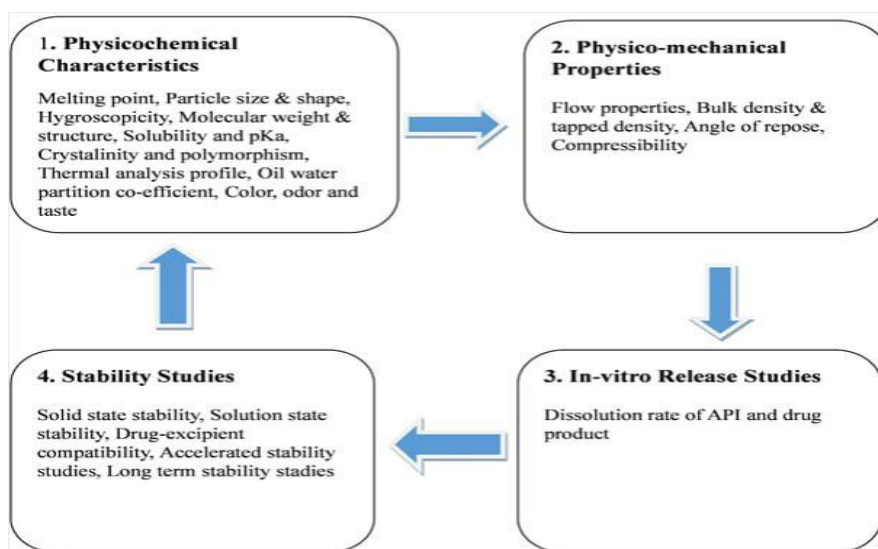 1. Physicochemical
Characteristics
Melting point, Particle size & shape,
Hygroscopicity, Molecular weight &
structure, Solubility and pKa,
Crystalinity and polymorphism,
Thermal analysis profile, Oil water
partition co-efficient, Color, odor and
taste
2. Physico-mechanical
Properties
Flow properties, Bulk density &
tapped density, Angle of repose,
Compressibility
3. In-vitro Release Studies
Dissolution rate of API and drug
product
4. Stability Studies
Solid state stability, Solution state
stability, Drug-excipient
compatibility, Accelerated stability
studies, Long term stability stadies